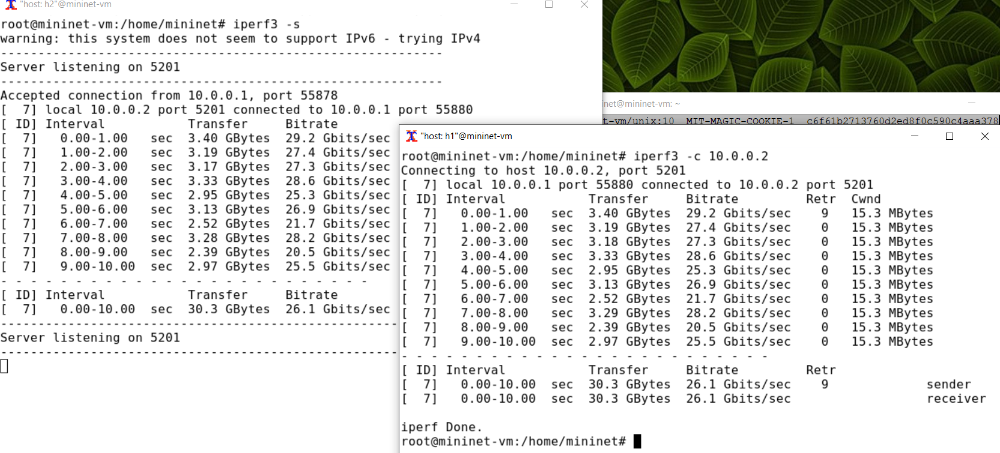 "host: h2"@mininet-vm
root@mininet-vm:/home/mininet# iperf3 -s
warning: this system does not seem to support IPv6 - trying IPv4
-----------------------------------------------------------
Server listening on 5201
-----------------------------------------------------------
Accepted connection from 10.0.0.1, port 55878
[  7] local 10.0.0.2 port 5201 connected to 10.0.0.1 port 55880
[ ID] Interval           Transfer     Bitrate
[  7]   0.00-1.00   sec  3.40 GBytes  29.2 Gbits/sec
[  7]   1.00-2.00   sec  3.19 GBytes  27.4 Gbits/sec
[  7]   2.00-3.00   sec  3.17 GBytes  27.3 Gbits/sec
[  7]   3.00-4.00   sec  3.33 GBytes  28.6 Gbits/sec
[  7]   4.00-5.00   sec  2.95 GBytes  25.3 Gbits/sec
[  7]   5.00-6.00   sec  3.13 GBytes  26.9 Gbits/sec
[  7]   6.00-7.00   sec  2.52 GBytes  21.7 Gbits/sec
[  7]   7.00-8.00   sec  3.28 GBytes  28.2 Gbits/sec
[  7]   8.00-9.00   sec  2.39 GBytes  20.5 Gbits/sec
[  7]   9.00-10.00  sec  2.97 GBytes  25.5 Gbits/sec
- - - - - - - - - - - - - - - - - - - - - - - - -
[ ID] Interval           Transfer     Bitrate
[  7]   0.00-10.00  sec  30.3 GBytes  26.1 Gbits/sec
-----------------------------------------------------
Server listening on 5201
-----------------------------------------------------
net@mininet-vm: ~
t-vm/unix:10  MIT-MAGIC-COOKIE-1  c6f61b2713760d2ed8f0c590c4aaa378
"host: h1"@mininet-vm
root@mininet-vm:/home/mininet# iperf3 -c 10.0.0.2
Connecting to host 10.0.0.2, port 5201
[  7] local 10.0.0.1 port 55880 connected to 10.0.0.2 port 5201
[ ID] Interval           Transfer     Bitrate         Retr  Cwnd
[  7]   0.00-1.00   sec  3.40 GBytes  29.2 Gbits/sec    9   15.3 MBytes
[  7]   1.00-2.00   sec  3.19 GBytes  27.4 Gbits/sec    0   15.3 MBytes
[  7]   2.00-3.00   sec  3.18 GBytes  27.3 Gbits/sec    0   15.3 MBytes
[  7]   3.00-4.00   sec  3.33 GBytes  28.6 Gbits/sec    0   15.3 MBytes
[  7]   4.00-5.00   sec  2.95 GBytes  25.3 Gbits/sec    0   15.3 MBytes
[  7]   5.00-6.00   sec  3.13 GBytes  26.9 Gbits/sec    0   15.3 MBytes
[  7]   6.00-7.00   sec  2.52 GBytes  21.7 Gbits/sec    0   15.3 MBytes
[  7]   7.00-8.00   sec  3.29 GBytes  28.2 Gbits/sec    0   15.3 MBytes
[  7]   8.00-9.00   sec  2.39 GBytes  20.5 Gbits/sec    0   15.3 MBytes
[  7]   9.00-10.00  sec  2.97 GBytes  25.5 Gbits/sec    0   15.3 MBytes
- - - - - - - - - - - - - - - - - - - - - - - - -
[ ID] Interval           Transfer     Bitrate         Retr
[  7]   0.00-10.00  sec  30.3 GBytes  26.1 Gbits/sec    9             sender
[  7]   0.00-10.00  sec  30.3 GBytes  26.1 Gbits/sec                  receiver
iperf Done.
root@mininet-vm:/home/mininet#